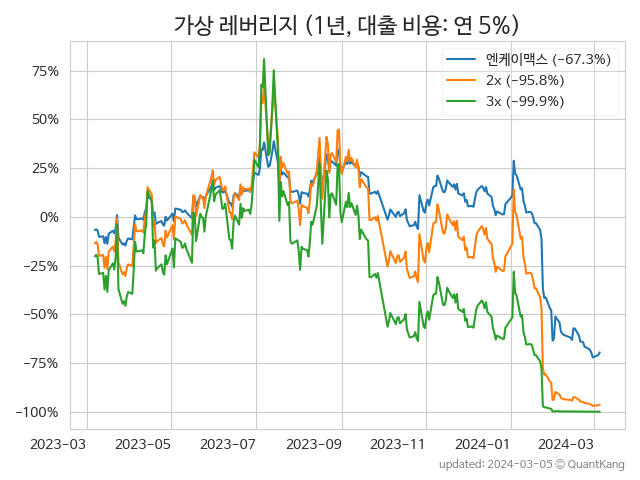 가상 레버리지 (1년, 대출 비용: 연 5%)
엔케이맥스 (−67.3%)
2x (−95.8%)
3x (−99.9%)
75%
50%
25%
0%
−25%
−50%
−75%
−100%
2023-03 2023-05 2023-07 2023-09 2023-11 2024-01 2024-03
updated: 2024-03-05 © QuantKang